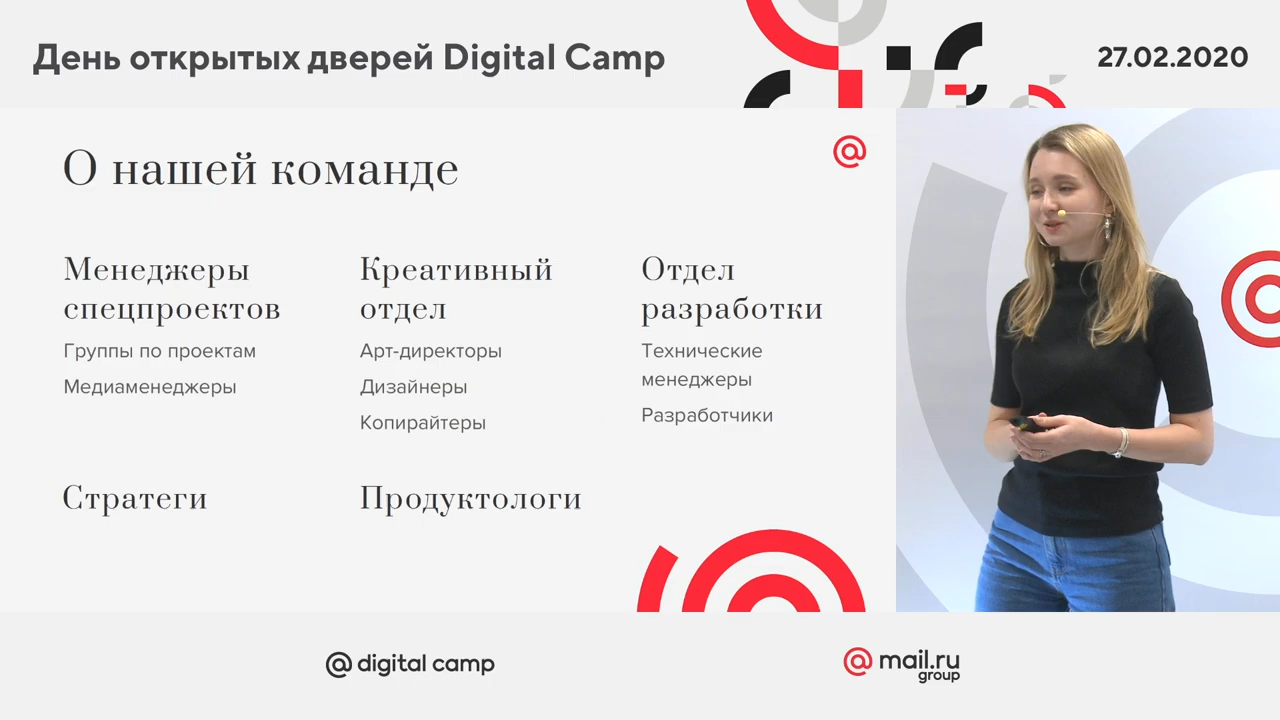 День открытых дверей Digital Camp
27.02.2020
О нашей команде
@
Менеджеры
спецпроектов
Группы по проектам
Медиаменеджеры
Креативный
отдел
Арт-директоры
Дизайнеры
Копирайтеры
Отдел
разработки
Технические
менеджеры
Разработчики
Стратеги
Продуктологи
@ digital camp
@ mail.ru
group